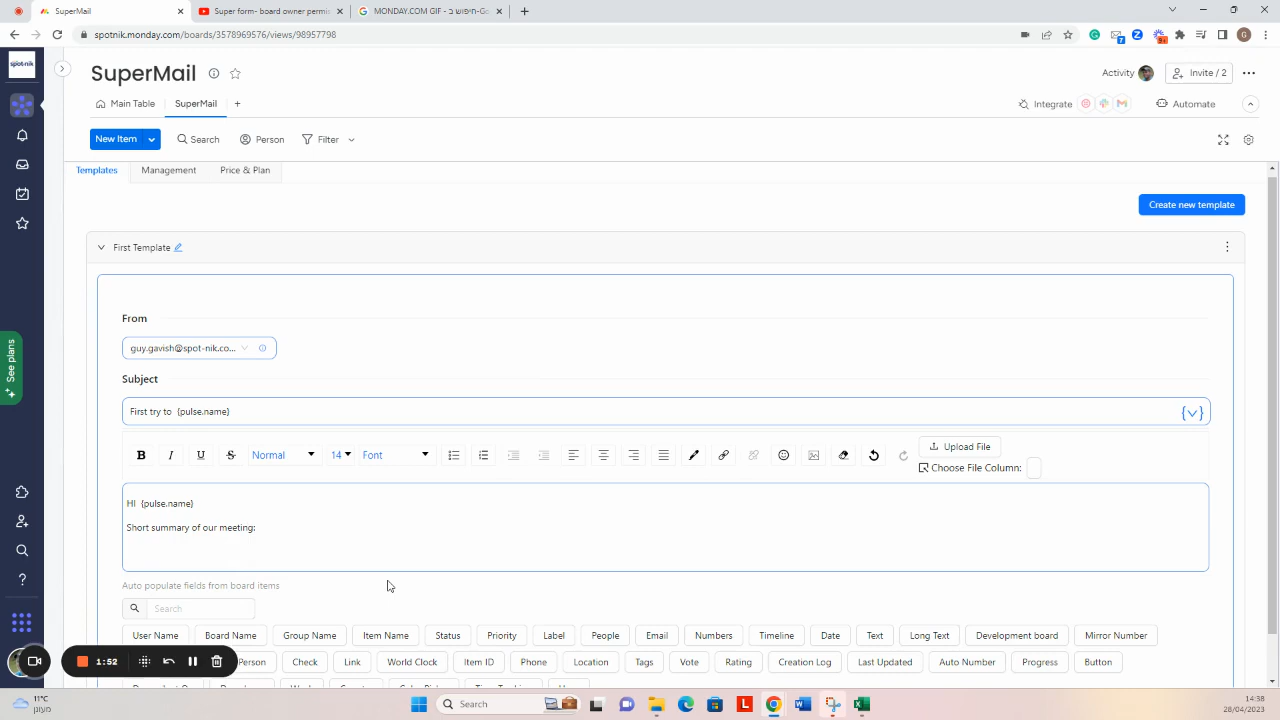 SuperMail
Super form- board owner permis
MONDAY.COM GIF - חיפוש ב-G
spotnik.monday.com/boards/3578969576/views/98957798
7
9+
G
spot-nik
SuperMail
Activity
Invite / 2
Main Table
SuperMail
+
Integrate
Automate
New Item
Search
Person
Filter
Templates
Management
Price & Plan
Create new template
First Template
From
guy.gavish@spot-nik.co...
Subject
First try to {pulse.name}
B I U S
Normal
14
Font
Upload File
Choose File Column:
HI {pulse.name}
Short summary of our meeting:
Auto populate fields from board items
Search
User Name
Board Name
Group Name
Item Name
Status
Priority
Label
People
Email
Numbers
Timeline
Date
Text
Long Text
Development board
Mirror Number
Person
Check
Link
World Clock
Item ID
Phone
Location
Tags
Vote
Rating
Creation Log
Last Updated
Auto Number
Progress
Button
See plans
1:52
11°C
מעונן
Search
14:38
28/04/2023